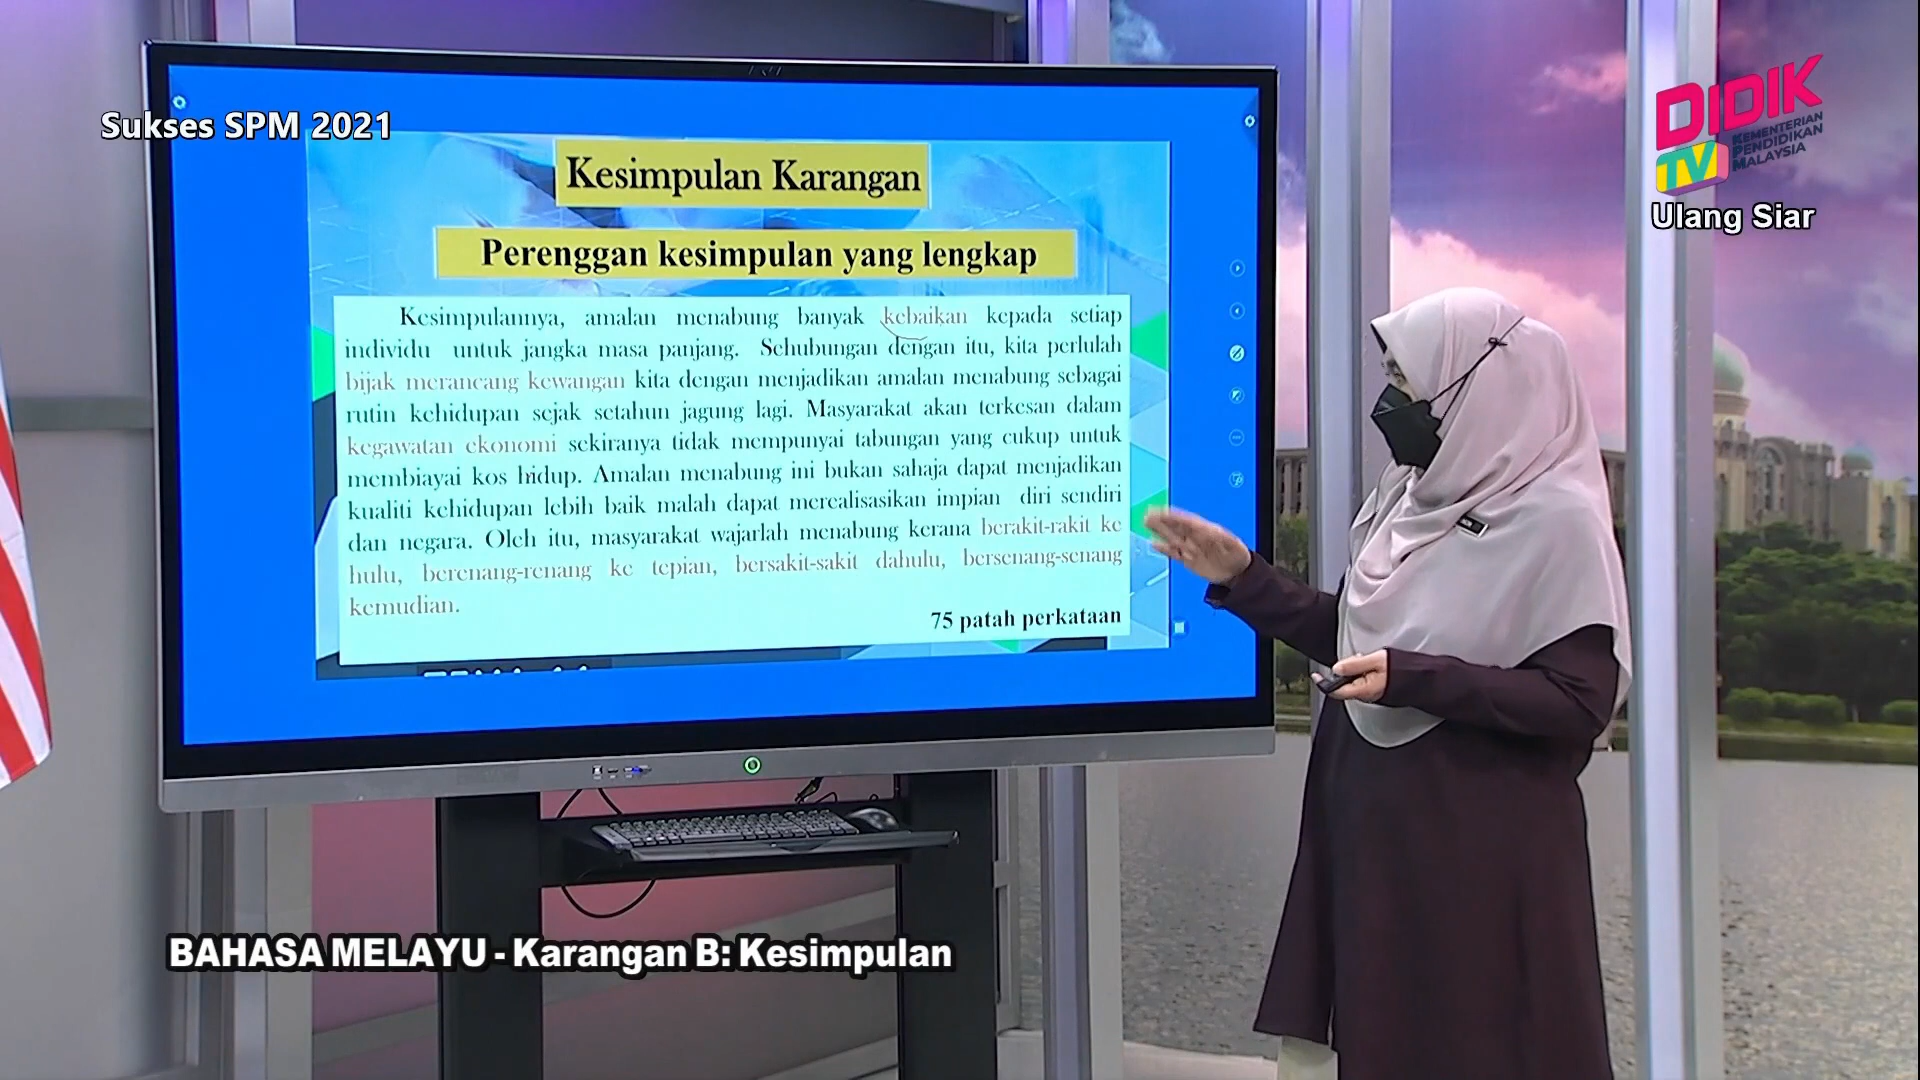 Sukses SPM 2021
DIDIK
TV
KEMENTERIAN
PENDIDIKAN
MALAYSIA
Ulang Siar
Kesimpulan Karangan
Perenggan kesimpulan yang lengkap
Kesimpulannya, amalan menabung banyak kebaikan kepada setiap
individu untuk jangka masa panjang. Sehubungan dengan itu, kita perlulah
bijak merancang kewangan kita dengan menjadikan amalan menabung sebagai
rutin kehidupan sejak setahun jagung lagi. Masyarakat akan terkesan dalam
kegawatan ekonomi sekiranya tidak mempunyai tabungan yang cukup untuk
membiayai kos hidup. Amalan menabung ini bukan sahaja dapat menjadikan
kualiti kehidupan lebih baik malah dapat merealisasikan impian diri sendiri
dan negara. Oleh itu, masyarakat wajarlah menabung kerana berakit-rakit ke
hulu, berenang-renang ke tepian, bersakit-sakit dahulu, bersenang-senang
kemudian.
75 patah perkataan
BAHASA MELAYU - Karangan B: Kesimpulan